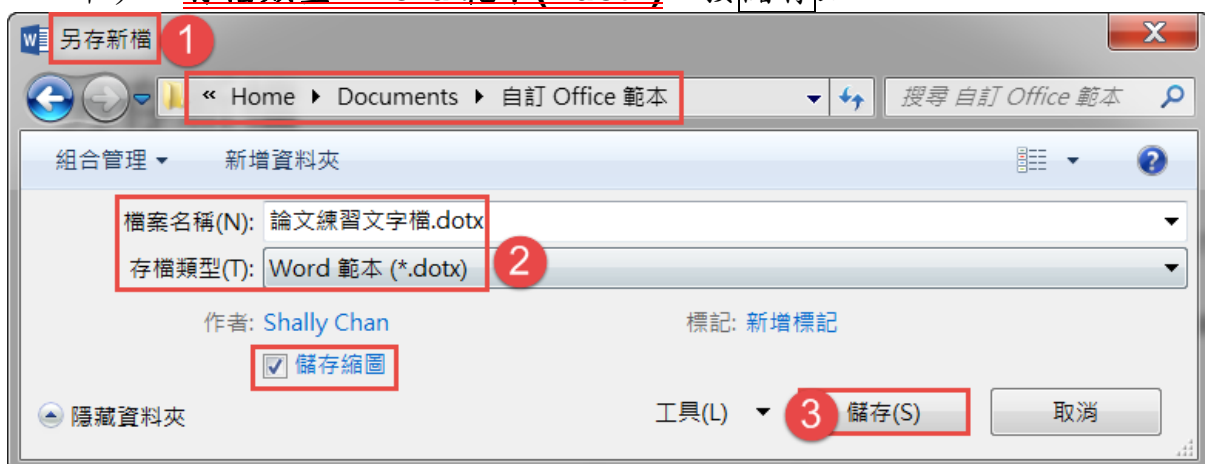 另存新檔 1
« Home ▸ Documents ▸ 自訂 Office 範本 搜尋 自訂 Office 範本
組合管理 新增資料夾
檔案名稱(N): 論文練習文字檔.dotx
存檔類型(T): Word 範本 (*.dotx) 2
作者: Shally Chan 標記: 新增標記
儲存縮圖
隱藏資料夾 工具(L) 3 儲存(S) 取消